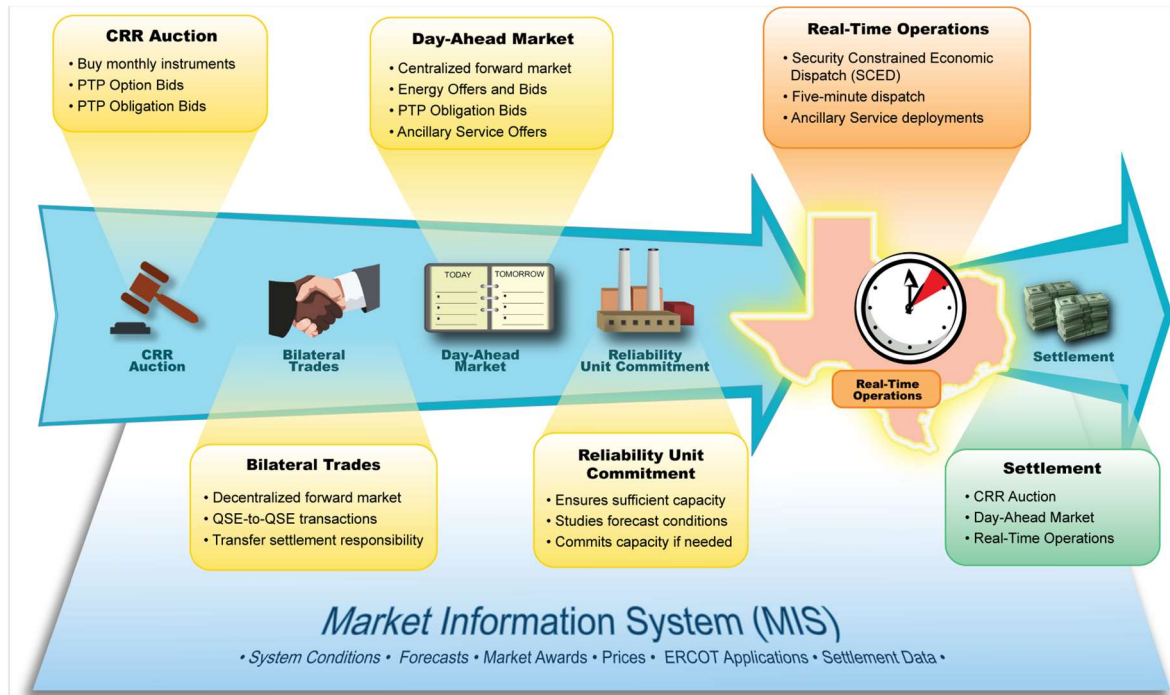 CRR Auction
• Buy monthly instruments
• PTP Option Bids
• PTP Obligation Bids
Day-Ahead Market
• Centralized forward market
• Energy Offers and Bids
• PTP Obligation Bids
• Ancillary Service Offers
Real-Time Operations
• Security Constrained Economic
Dispatch (SCED)
• Five-minute dispatch
• Ancillary Service deployments
CRR
Auction
Bilateral
Trades
TODAY
TOMORROW
Day-Ahead
Market
Reliability
Unit Commitment
Real-Time
Operations
Settlement
Bilateral Trades
• Decentralized forward market
• QSE-to-QSE transactions
• Transfer settlement responsibility
Reliability Unit
Commitment
• Ensures sufficient capacity
• Studies forecast conditions
• Commits capacity if needed
Settlement
• CRR Auction
• Day-Ahead Market
• Real-Time Operations
Market Information System (MIS)
• System Conditions • Forecasts • Market Awards • Prices • ERCOT Applications • Settlement Data •